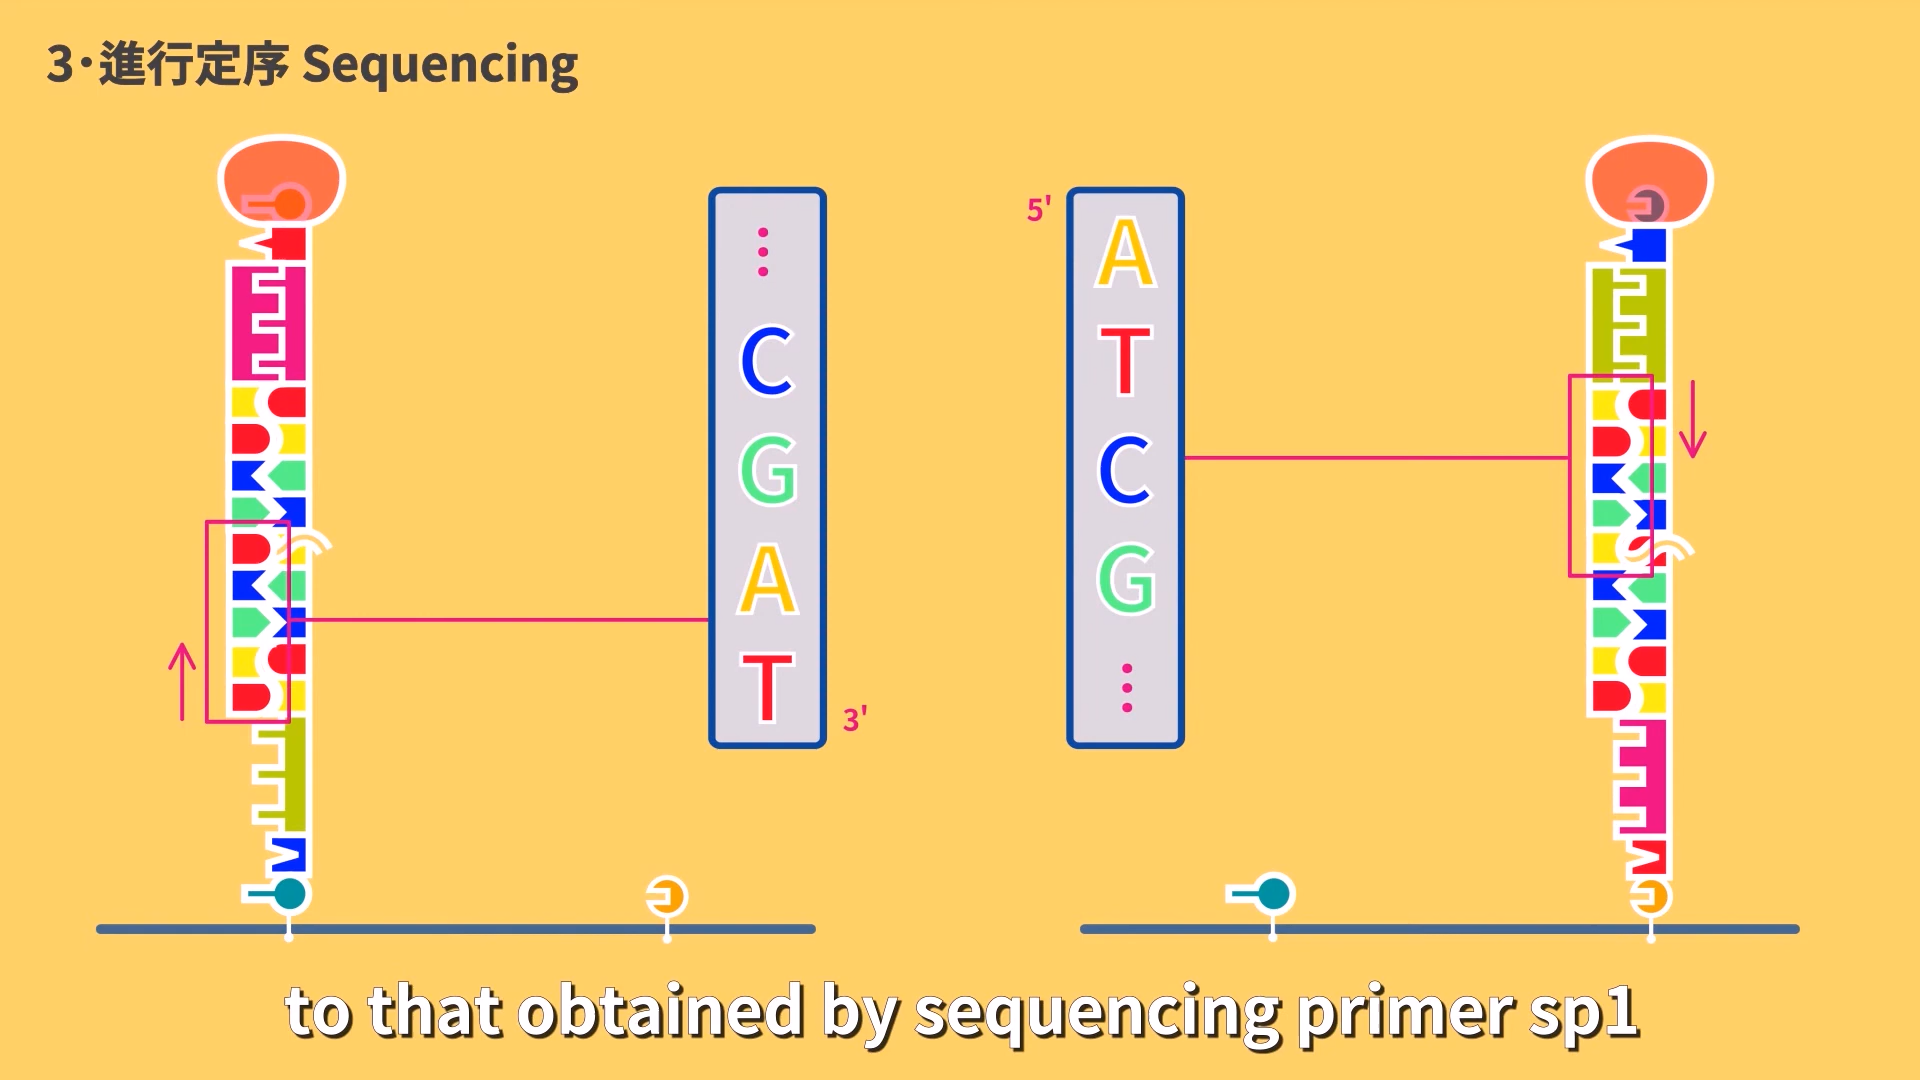 3·進行定序 Sequencing
C
G
A
T
3'
5'
A
T
C
G
to that obtained by sequencing primer sp1